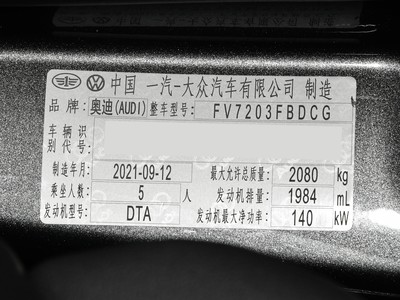 中国 一汽-大众汽车有限公司 制造
品牌: 奥迪(AUDI) 整车型号: FV7203FBDCG
车辆识
别代号:
制造年月: 2021-09-12 最大允许总质量: 2080 kg
乘坐人数: 5 人 发动机排量: 1984 mL
发动机型号: DTA 发动机最大净功率: 140 kW